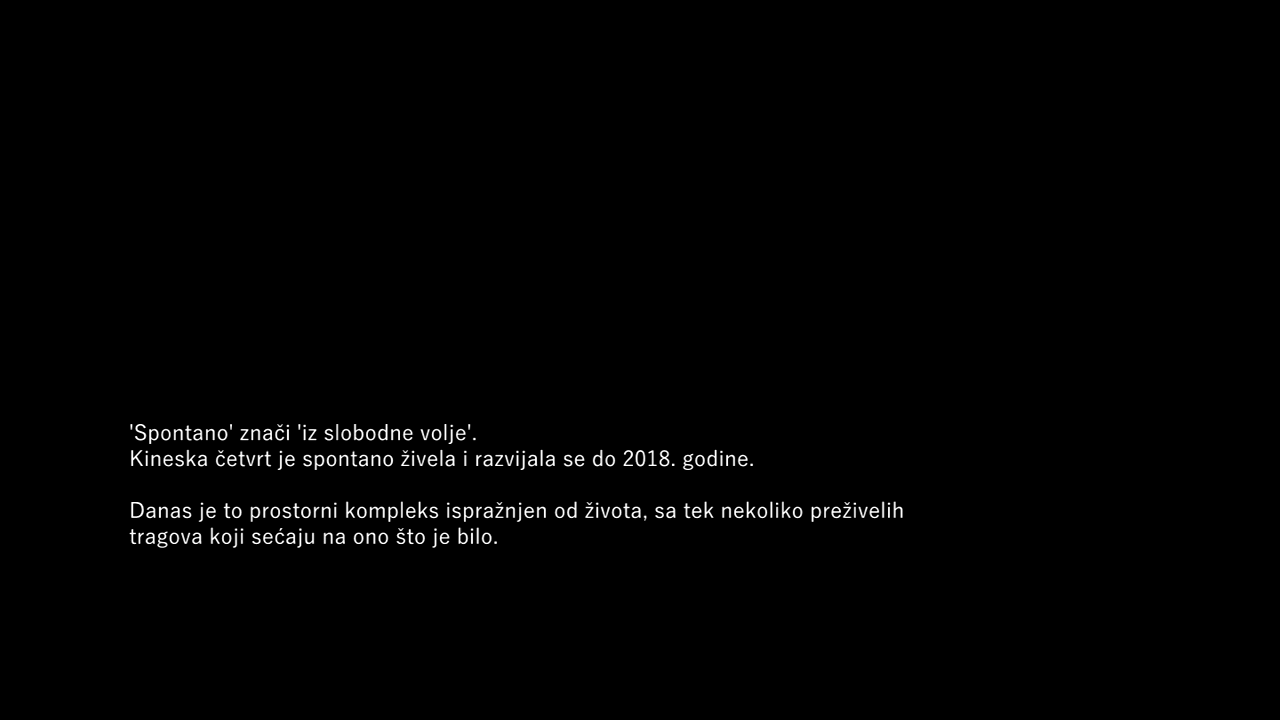 'Spontano' znači 'iz slobodne volje'.
Kineska četvrt je spontano živela i razvijala se do 2018. godine.
Danas je to prostorni kompleks ispražnjen od života, sa tek nekoliko preživelih
tragova koji sećaju na ono što je bilo.